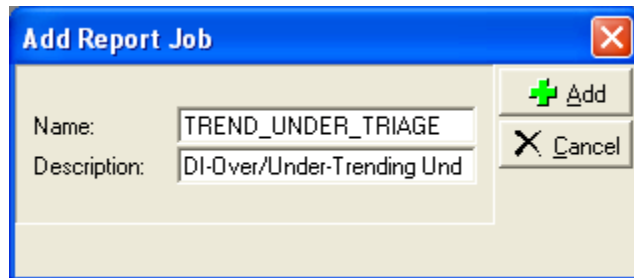 Add Report Job
Add
Name: TREND_UNDER_TRIAGE
Cancel
Description: DI-Over/Under-Trending Und